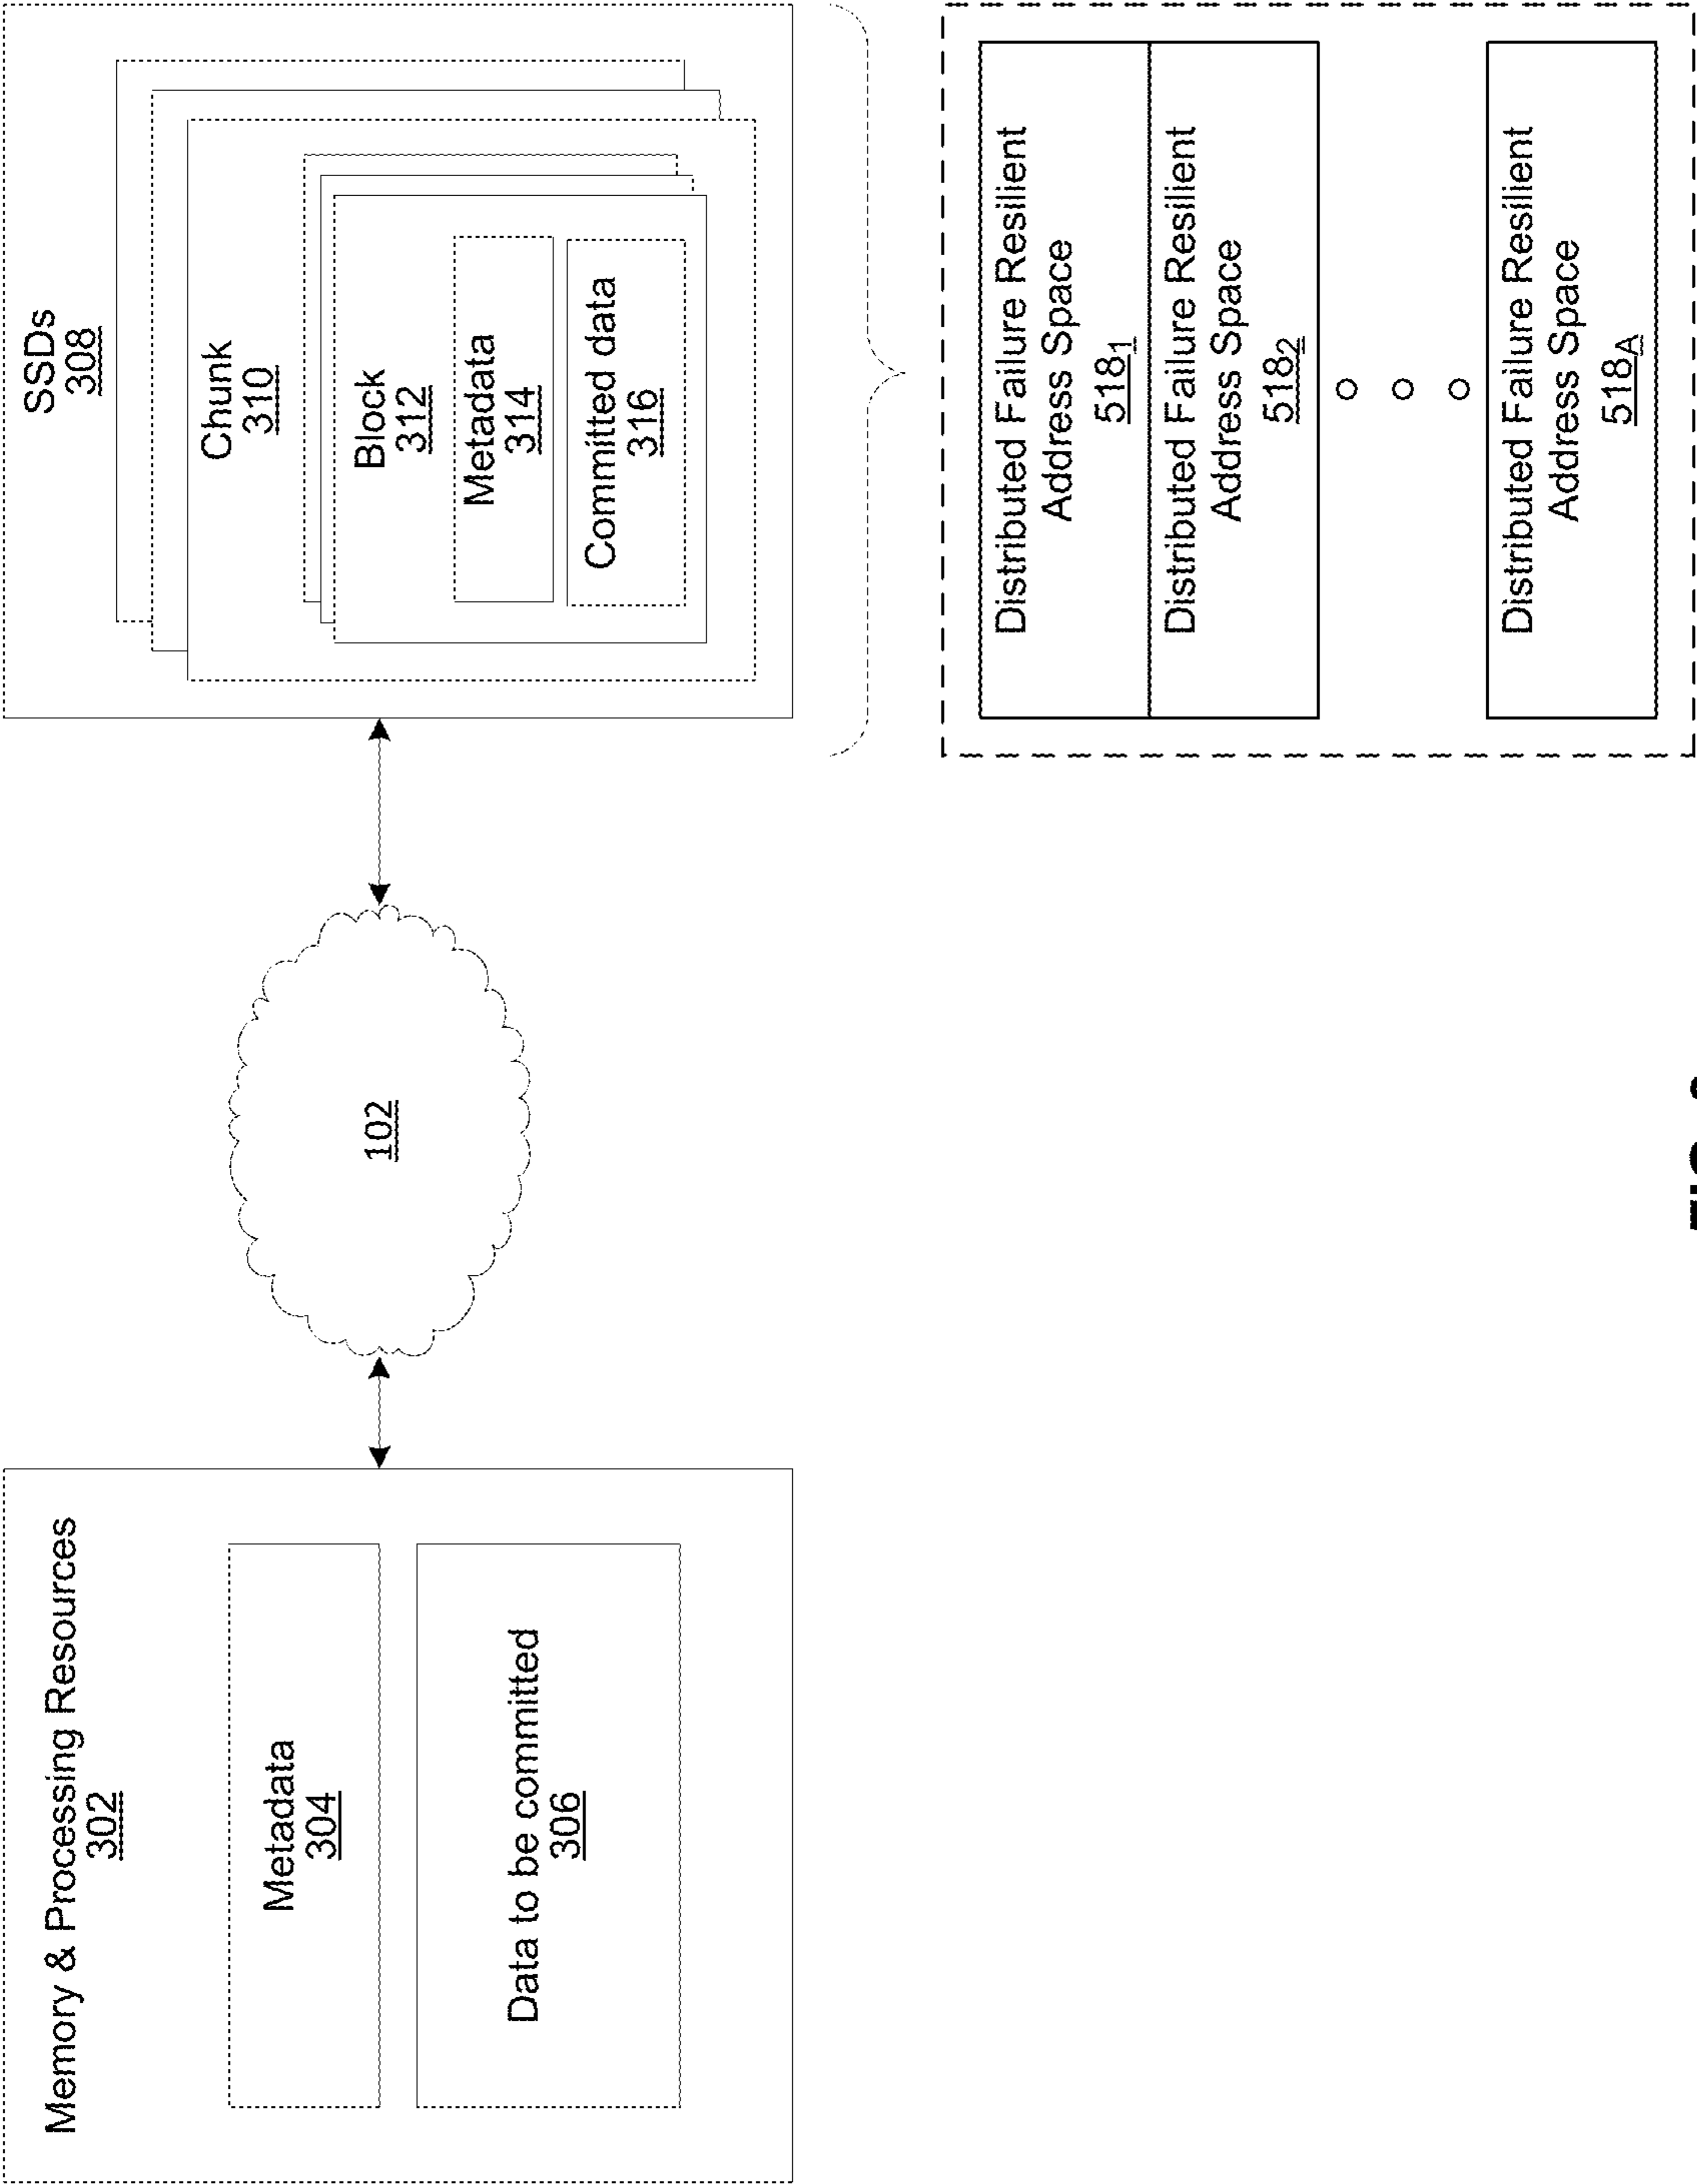 Memory & Processing Resources
302
Metadata
304
Data to be committed
306
102
SSDs
308
Chunk
310
Block
312
Metadata
314
Committed data
316
Distributed Failure Resilient
Address Space
518₁
Distributed Failure Resilient
Address Space
518₂
Distributed Failure Resilient
Address Space
518A